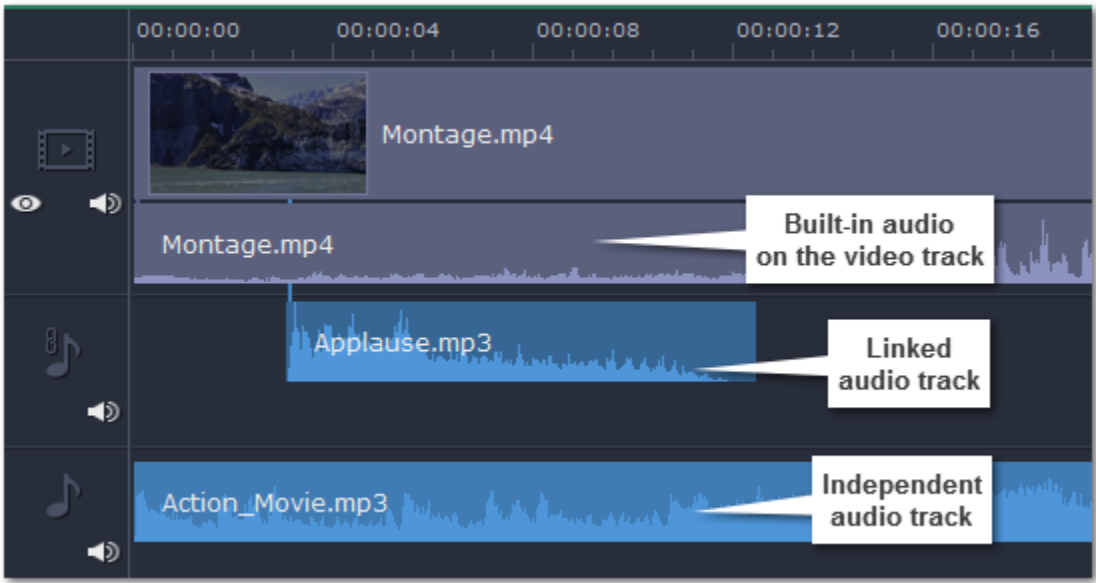 00:00:00 00:00:04 00:00:08 00:00:12 00:00:16
Montage.mp4
Montage.mp4
Built-in audio
on the video track
Applause.mp3
Linked
audio track
Action_Movie.mp3
Independent
audio track